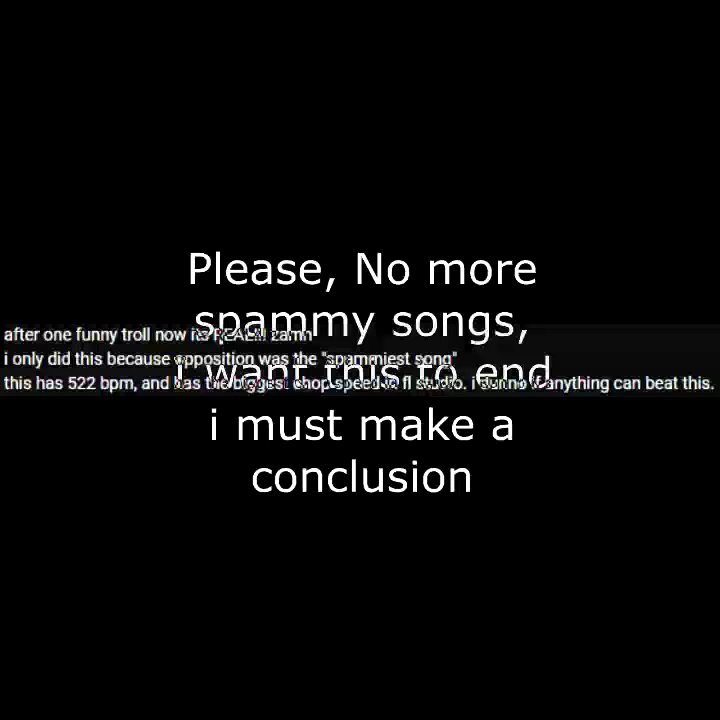 Please, No more
spammy songs,
after one funny troll now its REAL!!! zamn
i only did this because opposition was the "spammiest song"
i want this to end
this has 522 bpm, and has the biggest chop speed in fl studio. i dunno if anything can beat this.
i must make a
conclusion